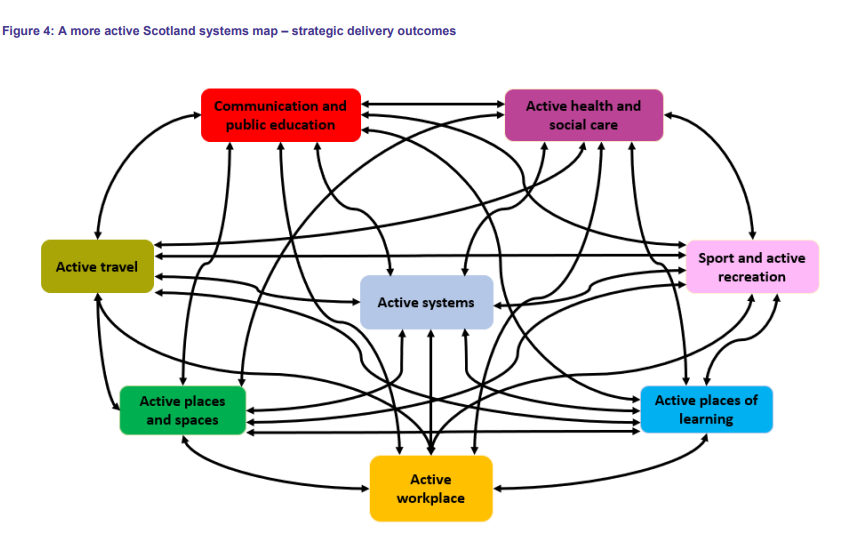 Figure 4: A more active Scotland systems map – strategic delivery outcomes
Communication and
public education
Active health and
social care
Active travel
Sport and active
recreation
Active systems
Active places
and spaces
Active places of
learning
Active
workplace